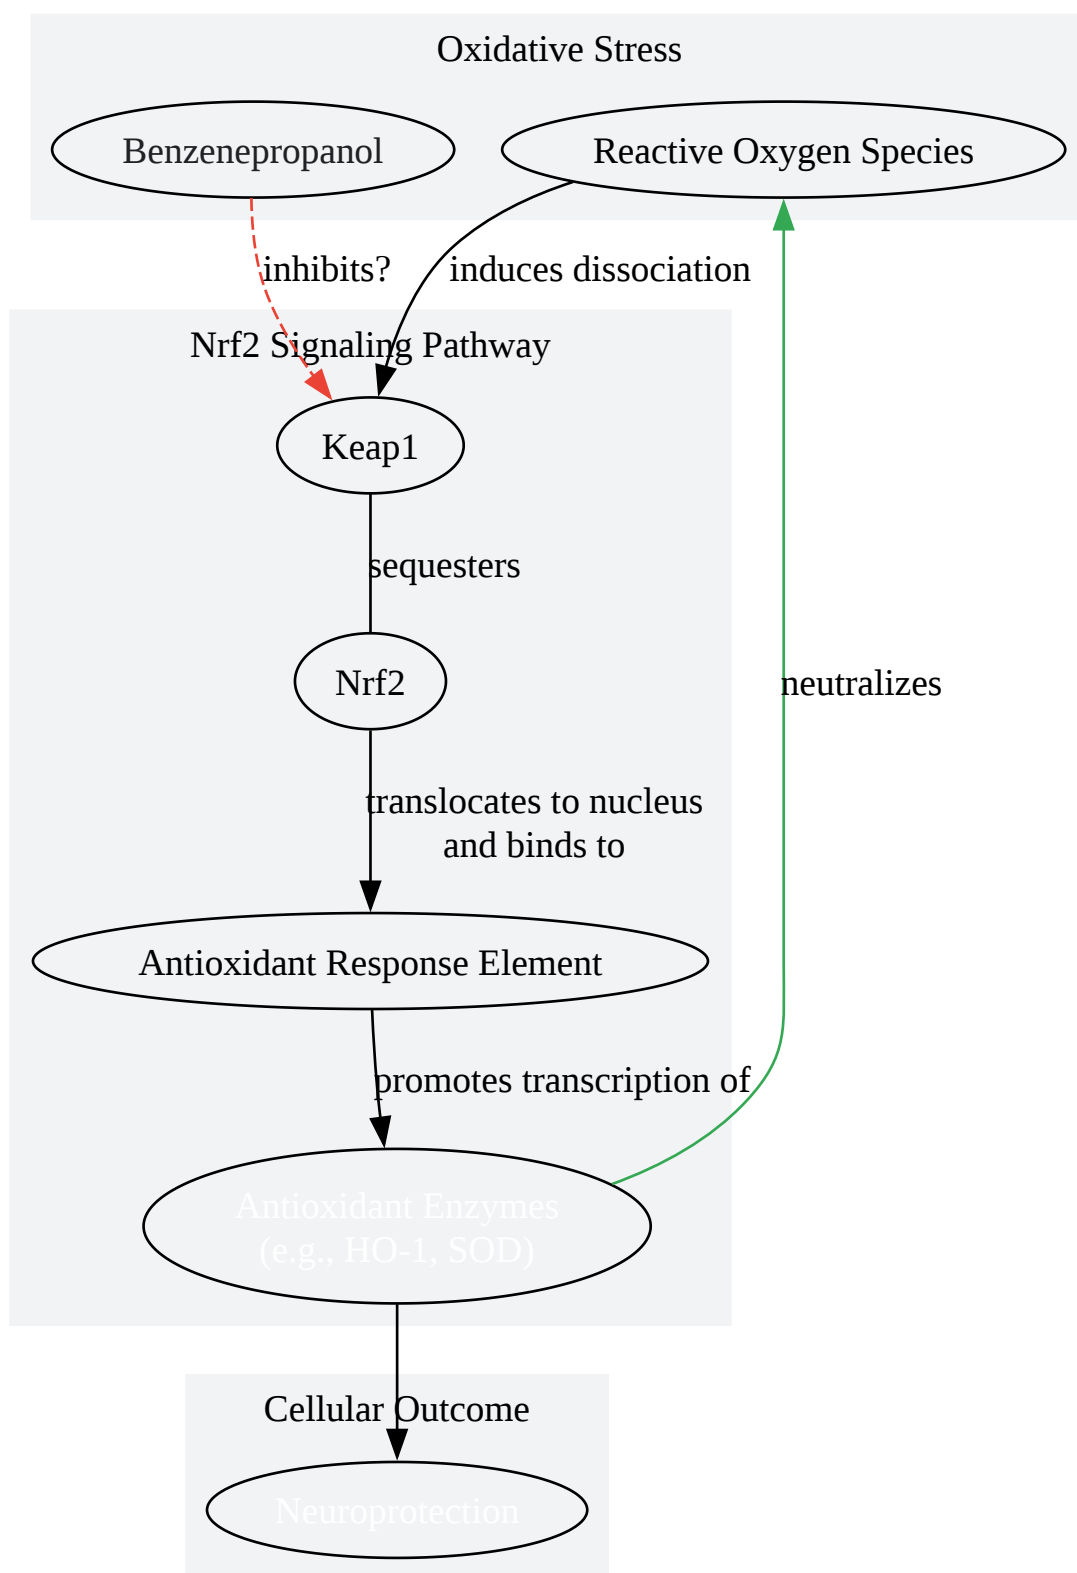 Oxidative Stress
Benzenepropanol
Reactive Oxygen Species
inhibits?
induces dissociation
Nrf2 Signaling Pathway
Keap1
sequesters
Nrf2
neutralizes
translocates to nucleus
and binds to
Antioxidant Response Element
promotes transcription of
Antioxidant Enzymes
(e.g., HO-1, SOD)
Cellular Outcome
Neuroprotection